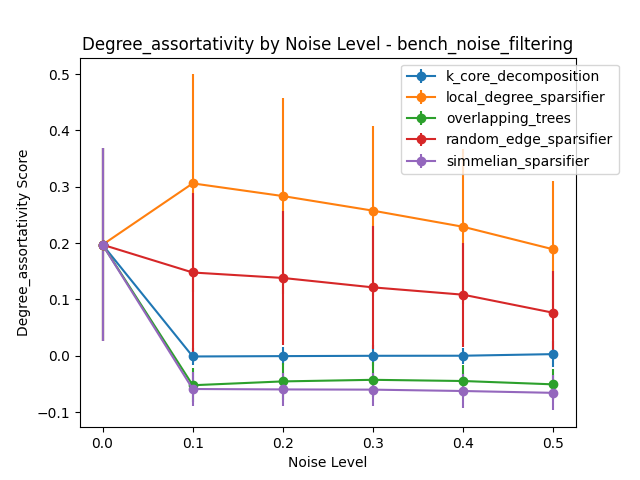 Degree_assortativity by Noise Level - bench_noise_filtering
Degree_assortativity Score
0.5
0.4
0.3
0.2
0.1
0.0
−0.1
k_core_decomposition
local_degree_sparsifier
overlapping_trees
random_edge_sparsifier
simmelian_sparsifier
0.0 0.1 0.2 0.3 0.4 0.5
Noise Level